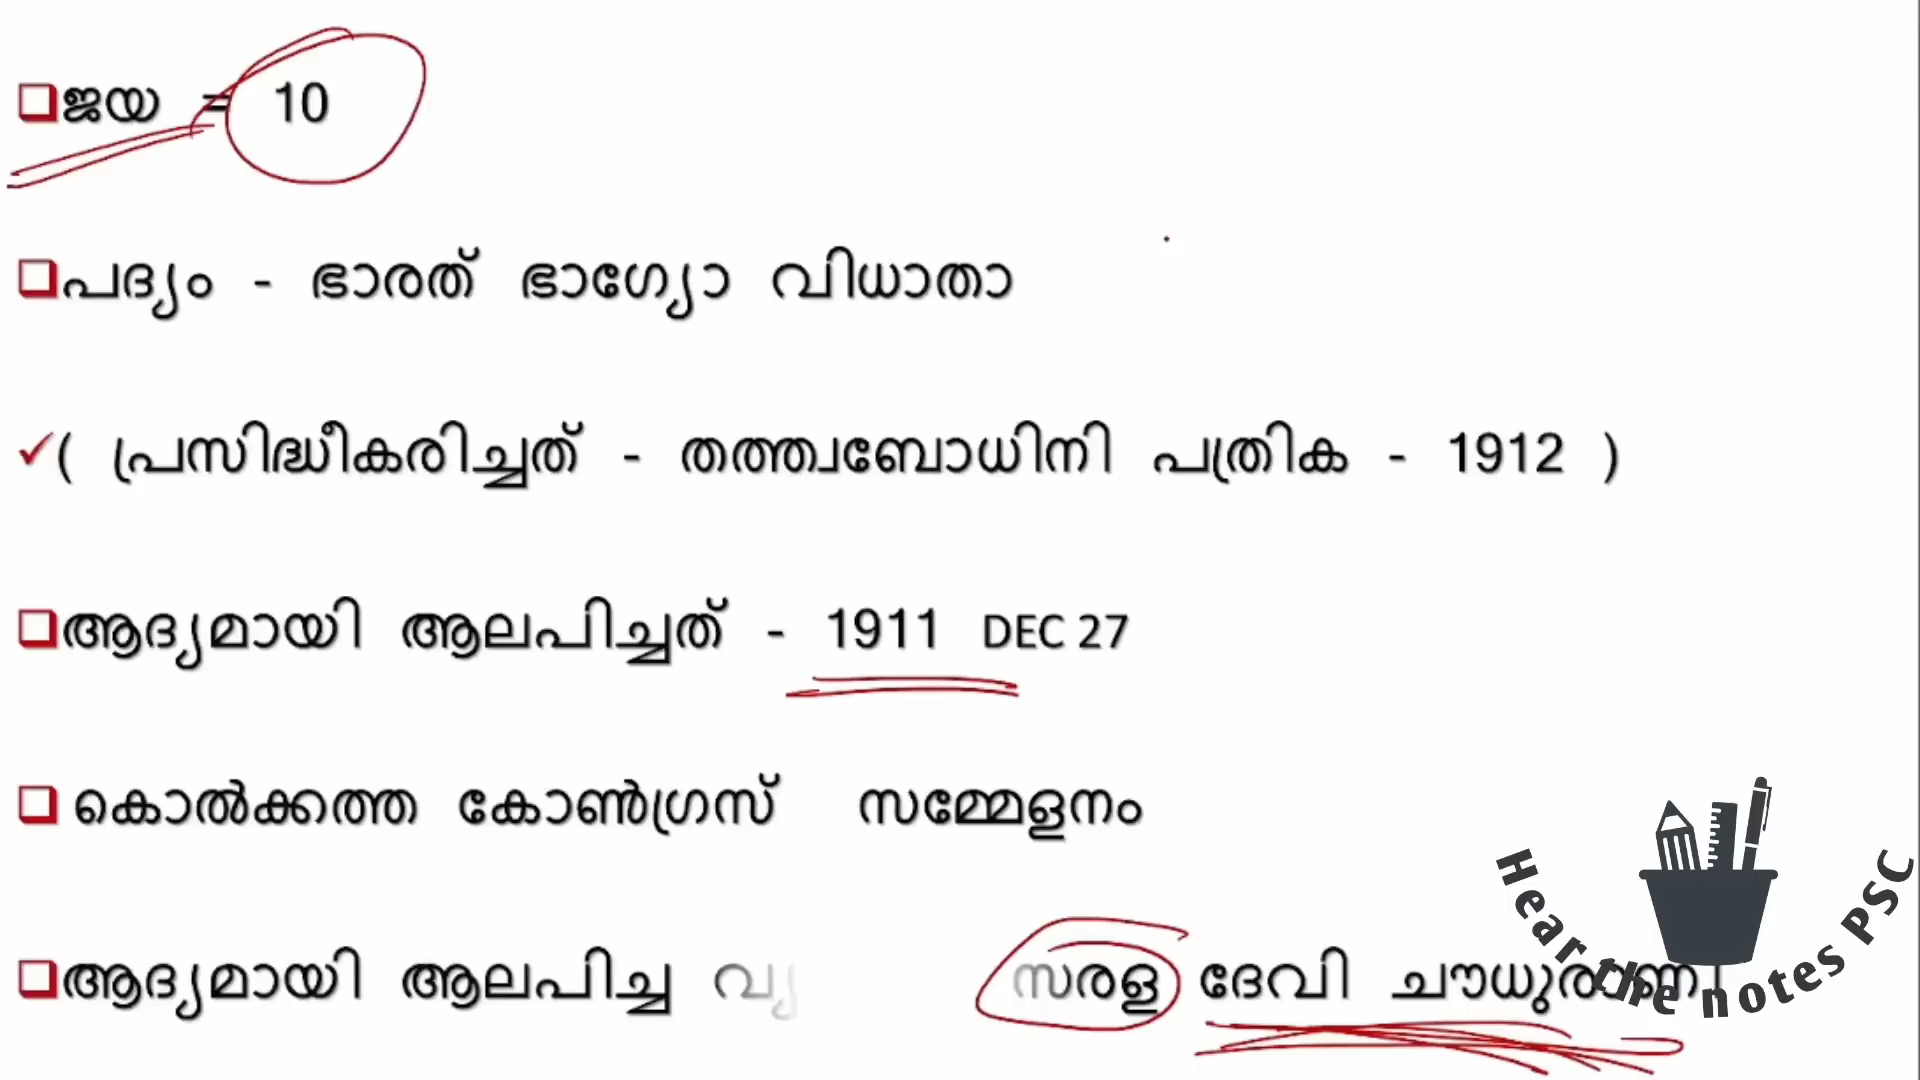 ജയ = 10
പദ്യം - ഭാരത് ഭാഗ്യോ വിധാതാ
( പ്രസിദ്ധീകരിച്ചത് - തത്ത്വബോധിനി പത്രിക - 1912 )
ആദ്യമായി ആലപിച്ചത് - 1911 DEC 27
കൊൽക്കത്ത കോൺഗ്രസ് സമ്മേളനം
ആദ്യമായി ആലപിച്ച സരള ദേവി ചൗധുരാണി
Hear the notes PSC